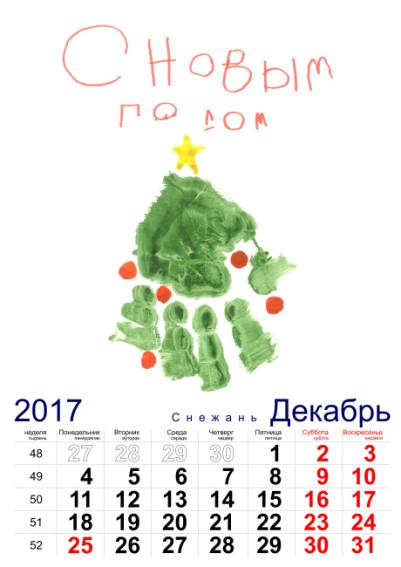 С новым
годом
2017 Снежань Декабрь
неделя Понедельник Вторник Среда Четверг Пятница Суббота Воскресенье
тыдзень панядзелак аўторак серада чацвер пятніца субота нядзеля
48 27 28 29 30 1 2 3
49 4 5 6 7 8 9 10
50 11 12 13 14 15 16 17
51 18 19 20 21 22 23 24
52 25 26 27 28 29 30 31